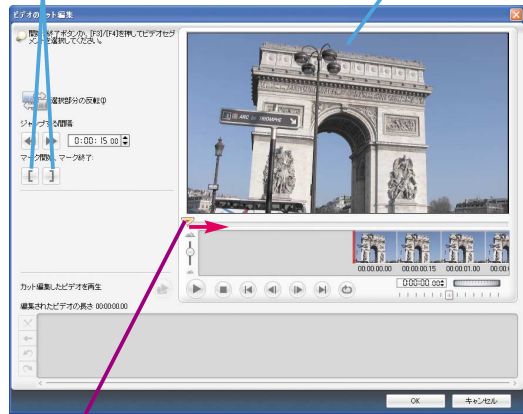 ビデオのカット編集
開始/終了ボタンか、[F3]/[F4]を押してビデオセグ
メントを選択してください。
選択部分の反転(I)
ジャンプする間隔
0:00:15.00
マーク開始、マーク終了:
ARC DE TRIOMPHE
00:00:00.00
00:00:00.15
00:00:01.00
00:00:0
カット編集したビデオを再生
0:00:00.00
編集されたビデオの長さ 00:00:00.00
OK
キャンセル